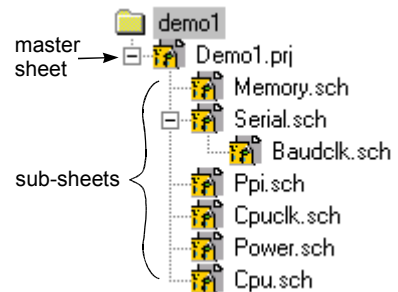 demo1
master
sheet
Demo1.prj
Memory.sch
Serial.sch
Baudclk.sch
sub-sheets
Ppi.sch
Cpuclk.sch
Power.sch
Cpu.sch